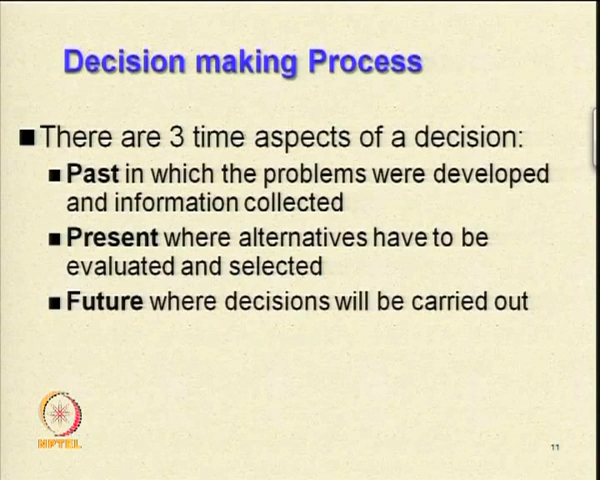 Decision making Process
There are 3 time aspects of a decision:
Past in which the problems were developed
and information collected
Present where alternatives have to be
evaluated and selected
Future where decisions will be carried out
NPTEL
11